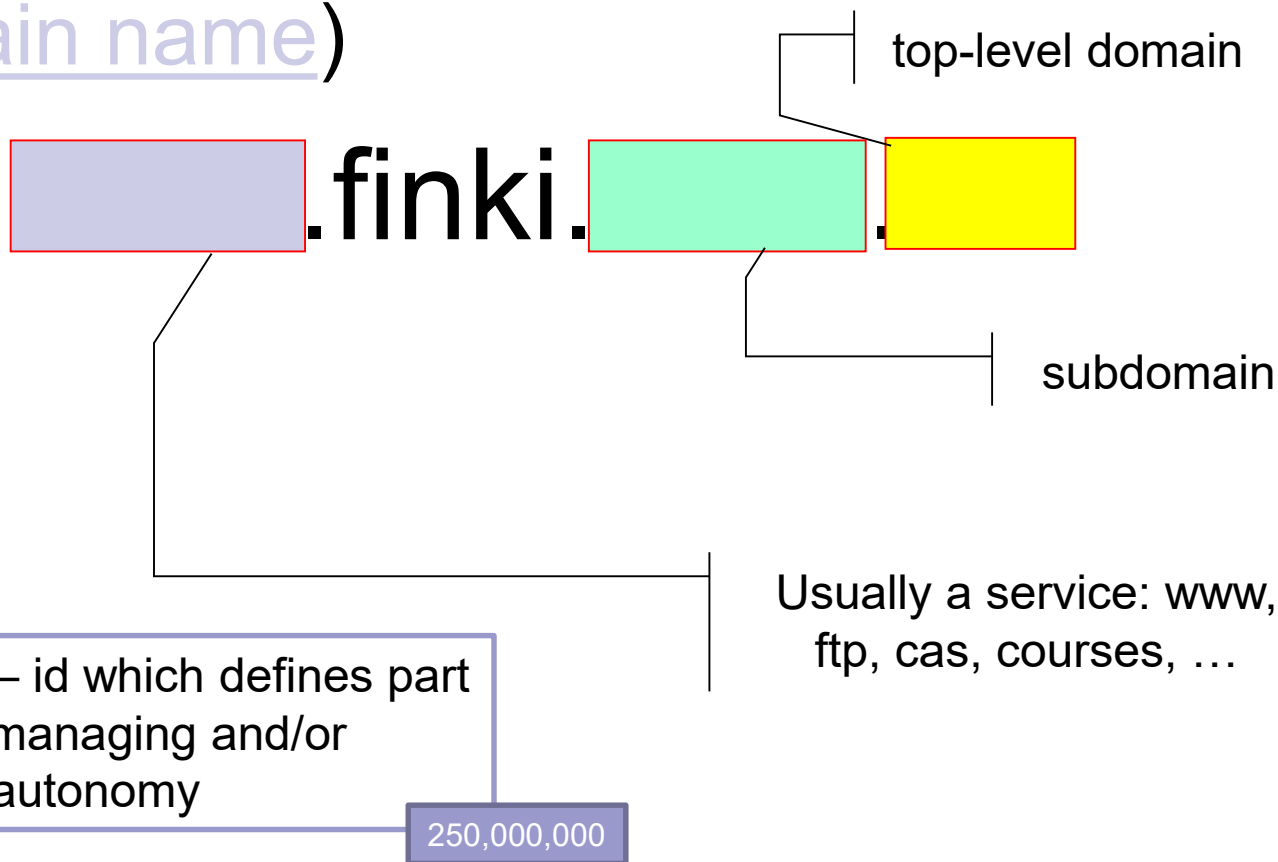 ain name)
top-level domain
.finki. .
subdomain
Usually a service: www,
ftp, cas, courses, …
– id which defines part
managing and/or
autonomy
250,000,000